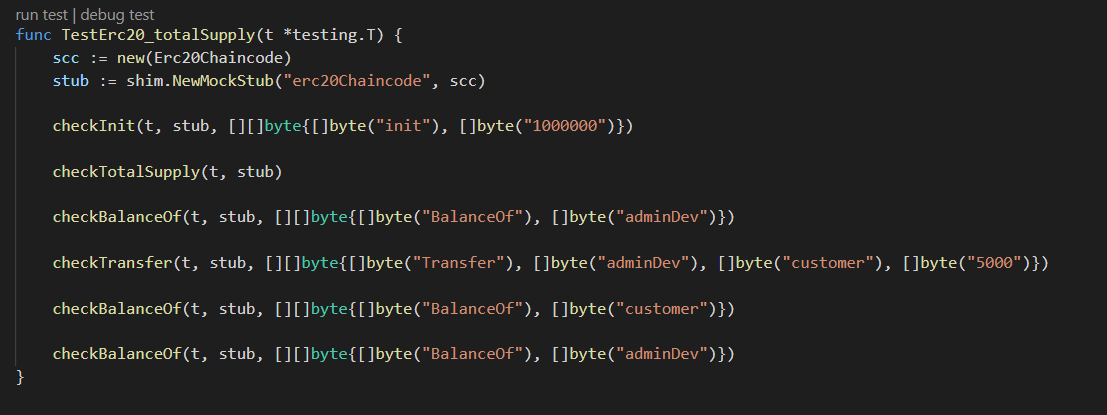 run test | debug test
func TestErc20_totalSupply(t *testing.T) {
    scc := new(Erc20Chaincode)
    stub := shim.NewMockStub("erc20Chaincode", scc)
    checkInit(t, stub, [][]byte{[]byte("init"), []byte("1000000")})
    checkTotalSupply(t, stub)
    checkBalanceOf(t, stub, [][]byte{[]byte("BalanceOf"), []byte("adminDev")})
    checkTransfer(t, stub, [][]byte{[]byte("Transfer"), []byte("adminDev"), []byte("customer"), []byte("5000")})
    checkBalanceOf(t, stub, [][]byte{[]byte("BalanceOf"), []byte("customer")})
    checkBalanceOf(t, stub, [][]byte{[]byte("BalanceOf"), []byte("adminDev")})
}